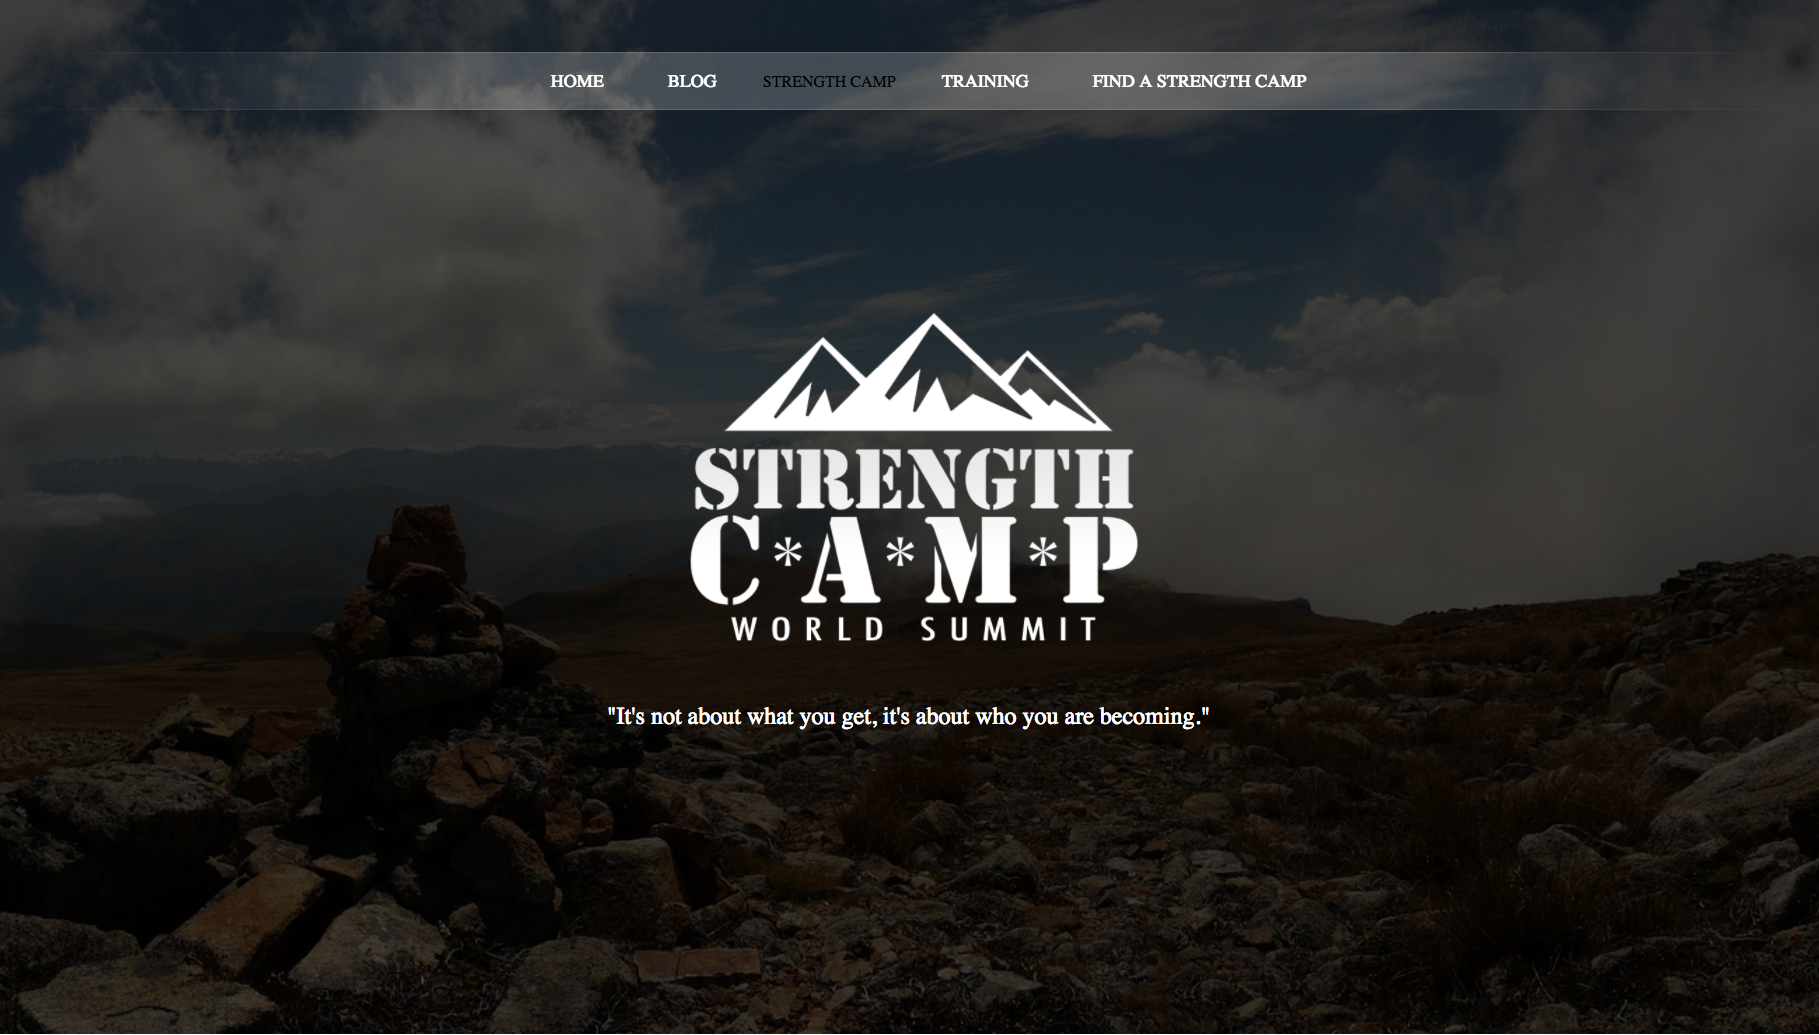 HOME BLOG STRENGTH CAMP TRAINING FIND A STRENGTH CAMP
STRENGTH
C*A*M*P
WORLD SUMMIT
"It's not about what you get, it's about who you are becoming."